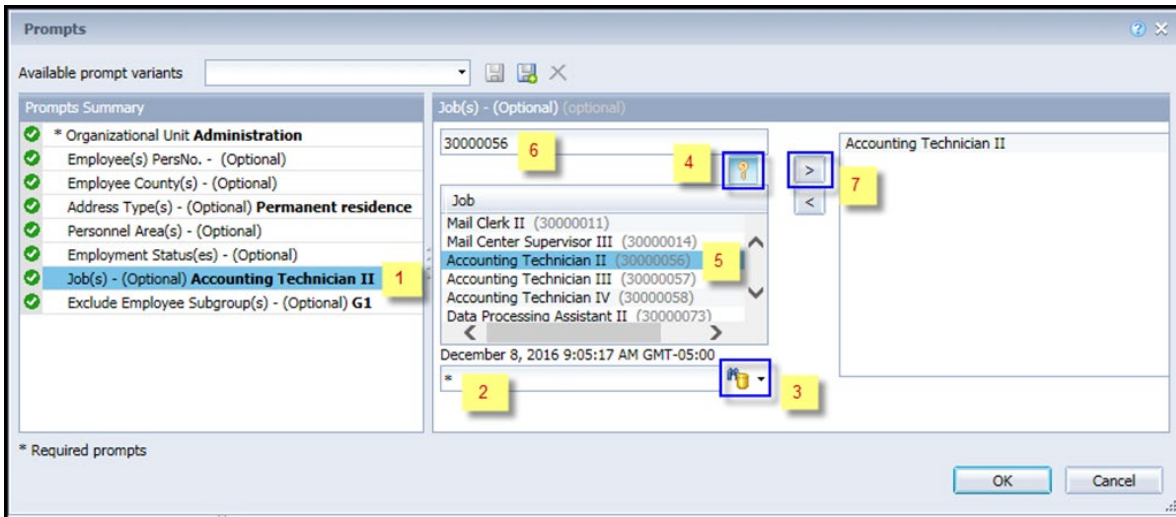 Prompts
Available prompt variants
Prompts Summary
* Organizational Unit Administration
Employee(s) PersNo. - (Optional)
Employee County(s) - (Optional)
Address Type(s) - (Optional) Permanent residence
Personnel Area(s) - (Optional)
Employment Status(es) - (Optional)
Job(s) - (Optional) Accounting Technician II 1
Exclude Employee Subgroup(s) - (Optional) G1
Job(s) - (Optional) (optional)
30000056 6
4 ?
Job
Mail Clerk II (30000011)
Mail Center Supervisor III (30000014)
Accounting Technician II (30000056) 5
Accounting Technician III (30000057)
Accounting Technician IV (30000058)
Data Processing Assistant II (30000073)
December 8, 2016 9:05:17 AM GMT-05:00
* 2 3
> 7
<
Accounting Technician II
* Required prompts
OK Cancel